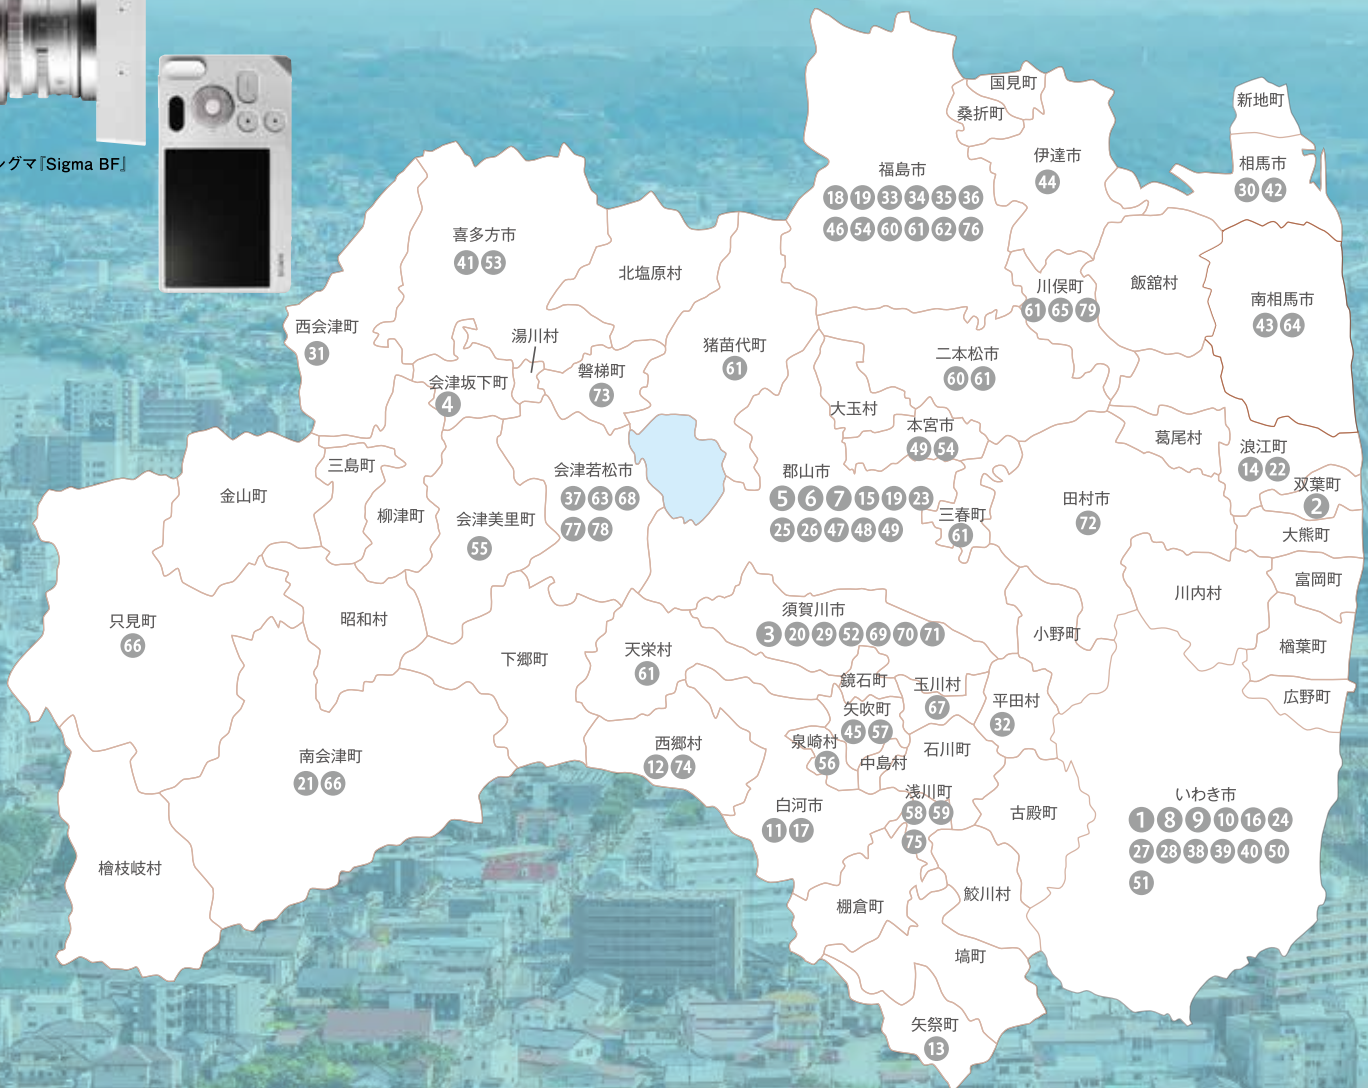 ングマ『Sigma BF』
国見町
桑折町
新地町
福島市
18 19 33 34 35 36
46 54 60 61 62 76
伊達市
44
相馬市
30 42
喜多方市
41 53
北塩原村
川俣町
61 65 79
飯舘村
南相馬市
43 64
西会津町
31
湯川村
猪苗代町
61
二本松市
60 61
会津坂下町
4
磐梯町
73
大玉村
本宮市
49 54
葛尾村
浪江町
14 22
三島町
金山町
柳津町
会津美里町
55
会津若松市
37 63 68
77 78
郡山市
5 6 7 15 19 23
25 26 47 48 49
三春町
61
田村市
72
双葉町
2
大熊町
富岡町
川内村
只見町
66
昭和村
下郷町
天栄村
61
須賀川市
3 20 29 52 69 70 71
小野町
楢葉町
広野町
鏡石町
玉川村
67
平田村
32
矢吹町
45 57
西郷村
12 74
泉崎村
56
中島村
石川町
南会津町
21 66
白河市
11 17
浅川町
58 59
75
古殿町
いわき市
1 8 9 10 16 24
27 28 38 39 40 50
51
檜枝岐村
棚倉町
鮫川村
塙町
矢祭町
13